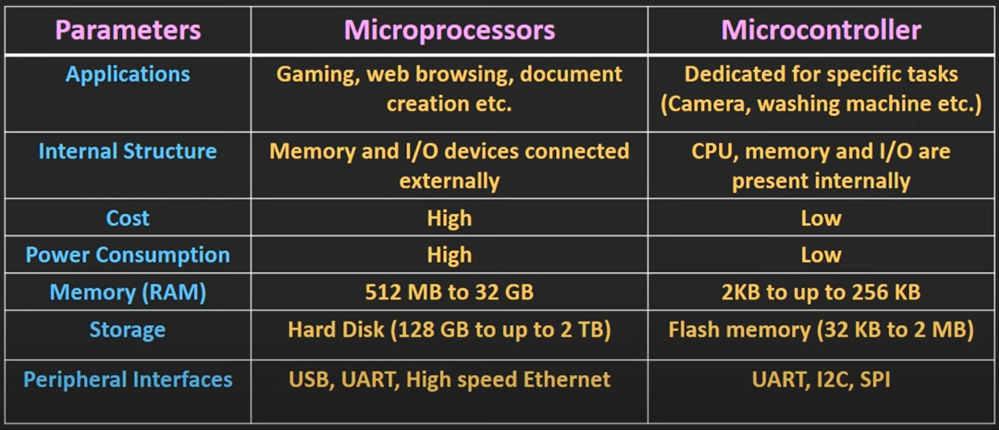 Parameters
Microprocessors
Microcontroller
Applications
Gaming, web browsing, document
creation etc.
Dedicated for specific tasks
(Camera, washing machine etc.)
Internal Structure
Memory and I/O devices connected
externally
CPU, memory and I/O are
present internally
Cost
High
Low
Power Consumption
High
Low
Memory (RAM)
512 MB to 32 GB
2KB to up to 256 KB
Storage
Hard Disk (128 GB to up to 2 TB)
Flash memory (32 KB to 2 MB)
Peripheral Interfaces
USB, UART, High speed Ethernet
UART, I2C, SPI